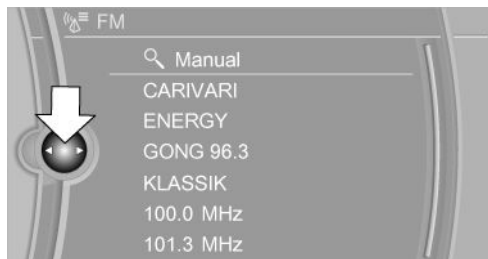 FM
Manual
CARIVARI
ENERGY
GONG 96.3
KLASSIK
100.0 MHz
101.3 MHz